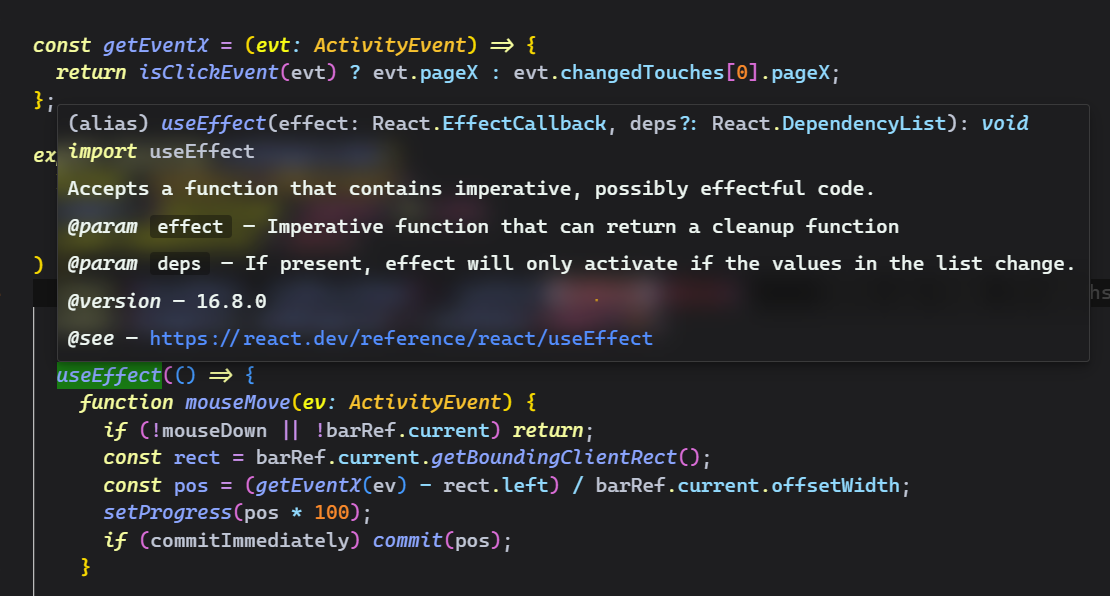 const getEventX = (evt: ActivityEvent) => {
  return isClickEvent(evt) ? evt.pageX : evt.changedTouches[0].pageX;
};
(alias) useEffect(effect: React.EffectCallback, deps?: React.DependencyList): void
import useEffect
Accepts a function that contains imperative, possibly effectful code.
@param effect — Imperative function that can return a cleanup function
)
@param deps — If present, effect will only activate if the values in the list change.
@version — 16.8.0
@see — https://react.dev/reference/react/useEffect
  useEffect(() => {
    function mouseMove(ev: ActivityEvent) {
      if (!mouseDown || !barRef.current) return;
      const rect = barRef.current.getBoundingClientRect();
      const pos = (getEventX(ev) - rect.left) / barRef.current.offsetWidth;
      setProgress(pos * 100);
      if (commitImmediately) commit(pos);
    }